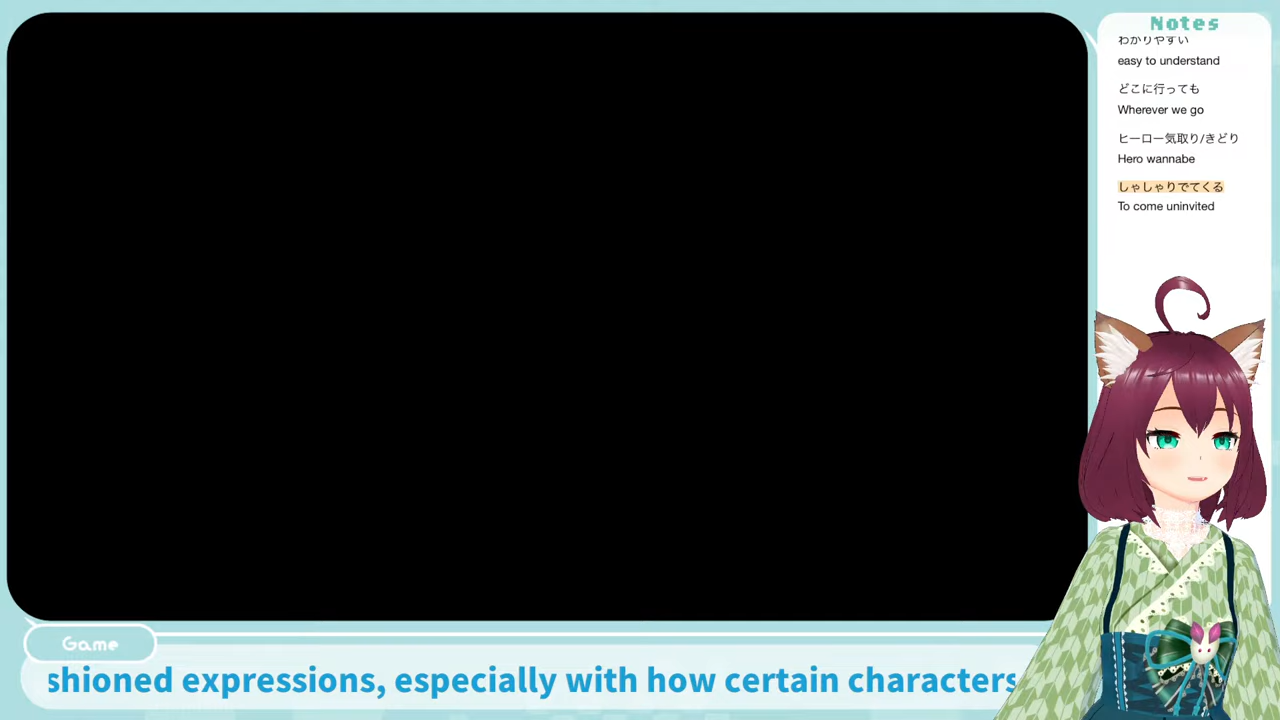 Notes
わかりやすい
easy to understand
どこに行っても
Wherever we go
ヒーロー気取り/きどり
Hero wannabe
しゃしゃりでてくる
To come uninvited
Game
shioned expressions, especially with how certain characters